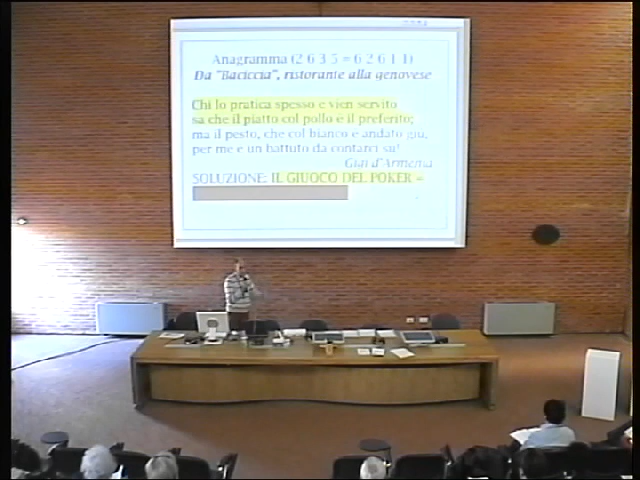 Anagramma (2 6 3 5 = 6 2 6 1 1)
Da "Baciccia", ristorante alla genovese
Chi lo pratica spesso e vien servito
sa che il piatto col pollo è il preferito;
ma il pesto, che col bianco è andato giù,
per me è un battuto da contarci su!
Gigi d'Armenia
SOLUZIONE: IL GIUOCO DEL POKER =